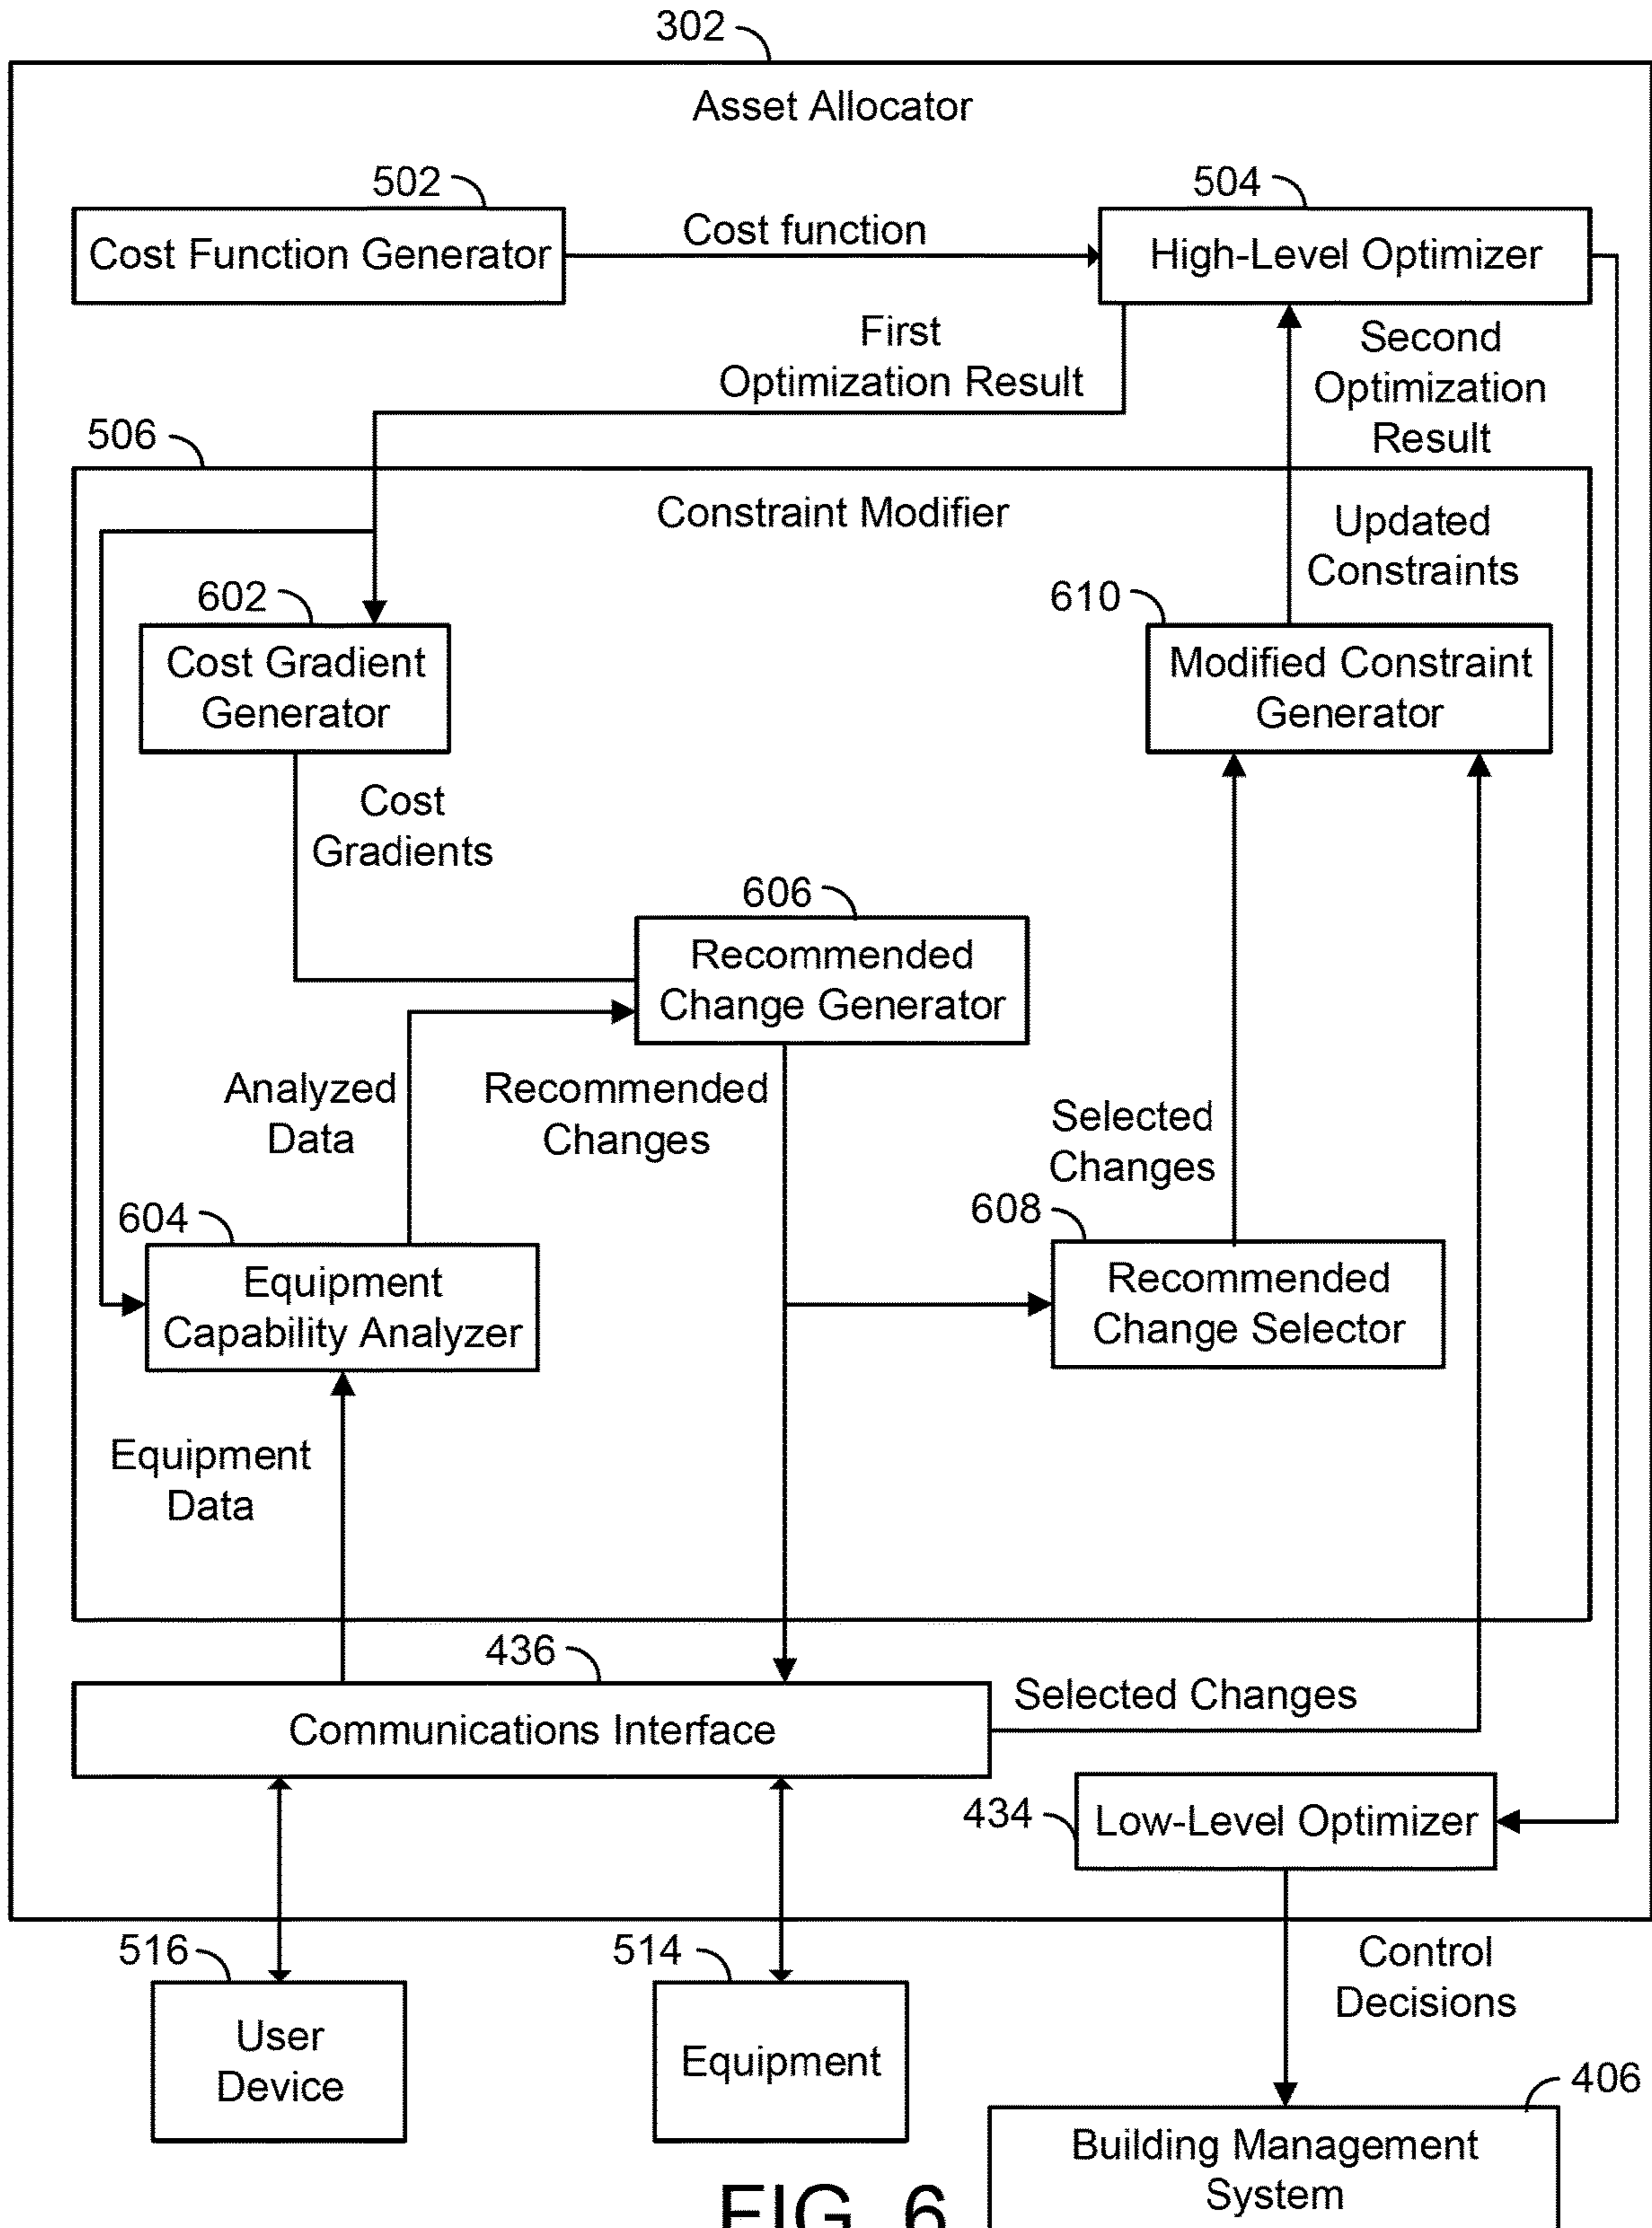 302
Asset Allocator
502
504
Cost Function Generator
Cost function
High-Level Optimizer
First
Optimization Result
Second
Optimization
Result
506
Constraint Modifier
Updated
Constraints
602
610
Cost Gradient
Generator
Modified Constraint
Generator
Cost
Gradients
606
Recommended
Change Generator
Analyzed
Data
Recommended
Changes
Selected
Changes
604
608
Equipment
Capability Analyzer
Recommended
Change Selector
Equipment
Data
436
Selected Changes
Communications Interface
434
Low-Level Optimizer
516
514
Control
Decisions
User
Device
Equipment
406
Building Management
System
FIG. 6